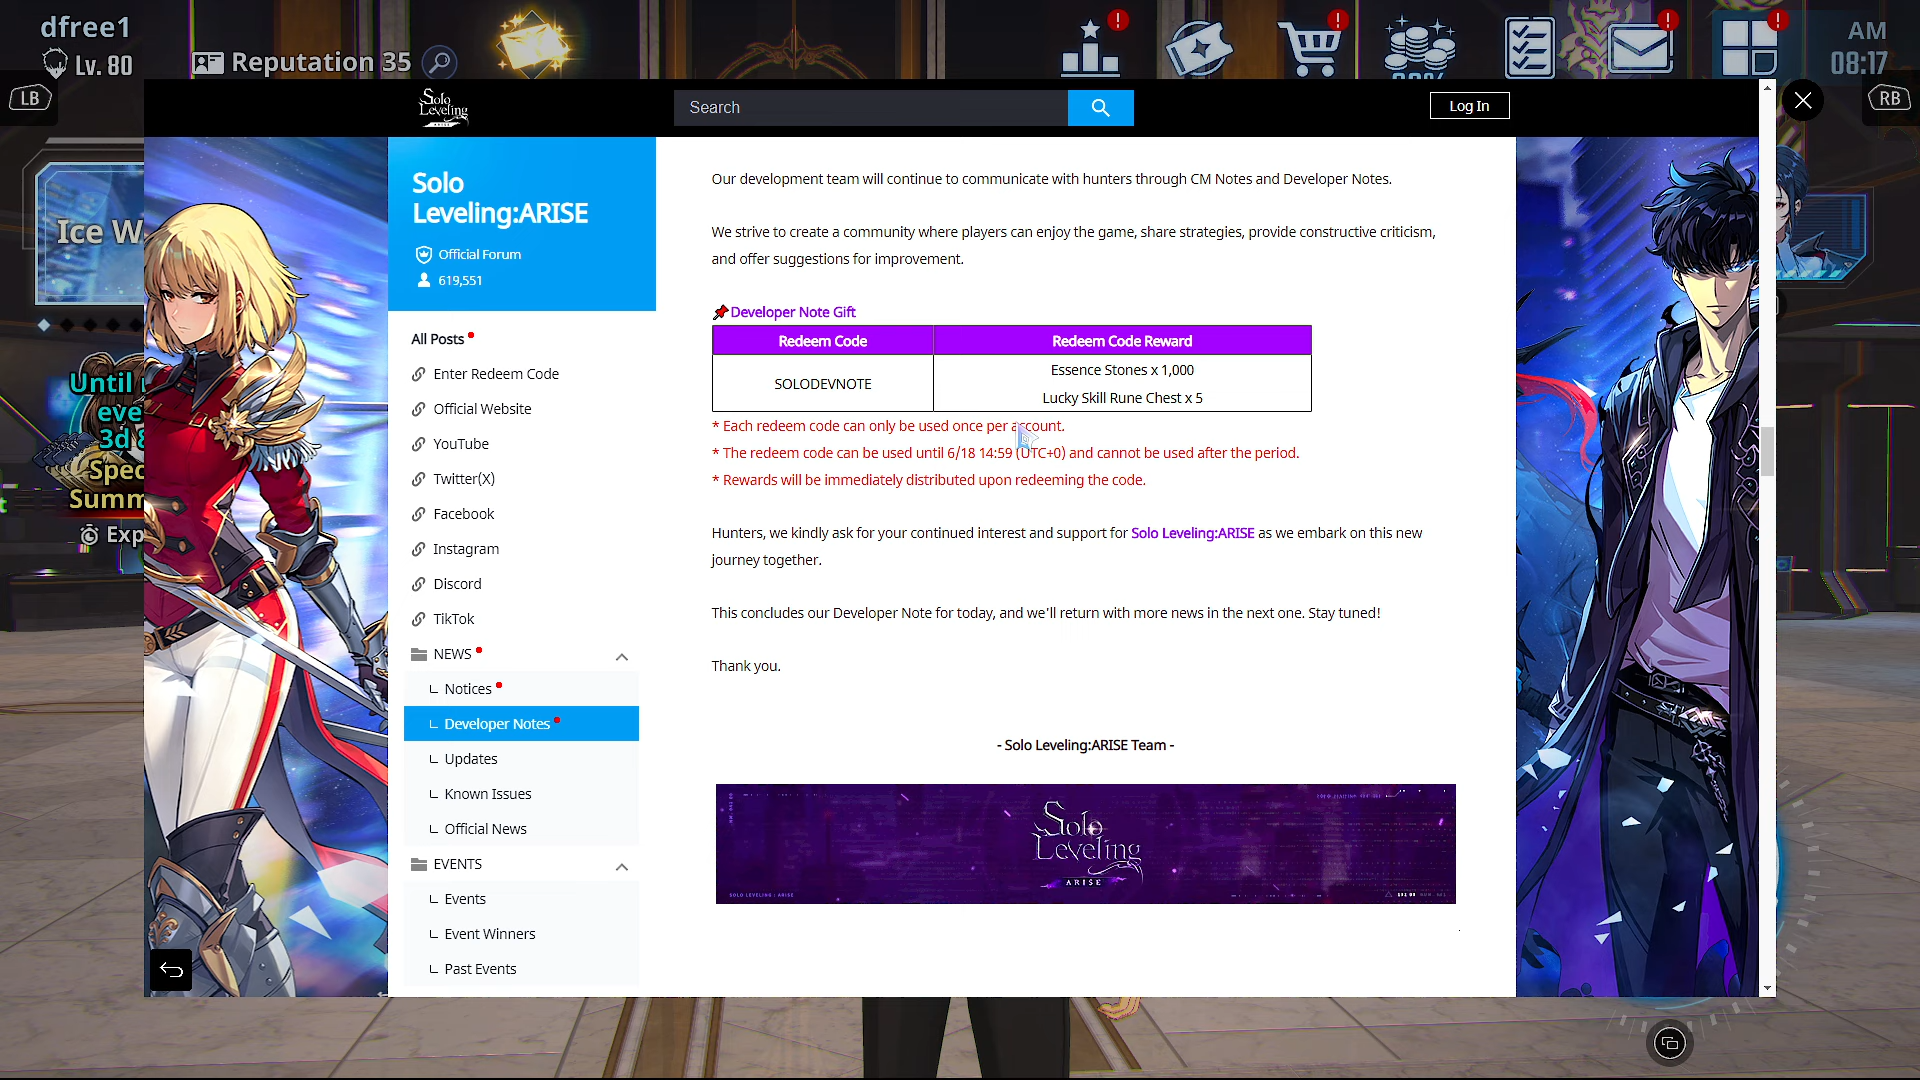 dfree1
Lv. 80
Reputation 35
AM
08:17
LB
RB
Solo
Leveling
ARISE
Search
Log In
Ice W
Until
eve
3d 8
Spec
Summ
Exp
Solo
Leveling:ARISE
Official Forum
619,551
All Posts
Enter Redeem Code
Official Website
YouTube
Twitter(X)
Facebook
Instagram
Discord
TikTok
NEWS
Notices
Developer Notes
Updates
Known Issues
Official News
EVENTS
Events
Event Winners
Past Events
Our development team will continue to communicate with hunters through CM Notes and Developer Notes.
We strive to create a community where players can enjoy the game, share strategies, provide constructive criticism,
and offer suggestions for improvement.
Developer Note Gift
Redeem Code Redeem Code Reward
SOLODEVNOTE
Essence Stones x 1,000
Lucky Skill Rune Chest x 5
* Each redeem code can only be used once per account.
* The redeem code can be used until 6/18 14:59 (UTC+0) and cannot be used after the period.
* Rewards will be immediately distributed upon redeeming the code.
Hunters, we kindly ask for your continued interest and support for Solo Leveling:ARISE as we embark on this new
journey together.
This concludes our Developer Note for today, and we'll return with more news in the next one. Stay tuned!
Thank you.
- Solo Leveling:ARISE Team -
Solo
Leveling
ARISE
SOLO LEVELING : ARISE